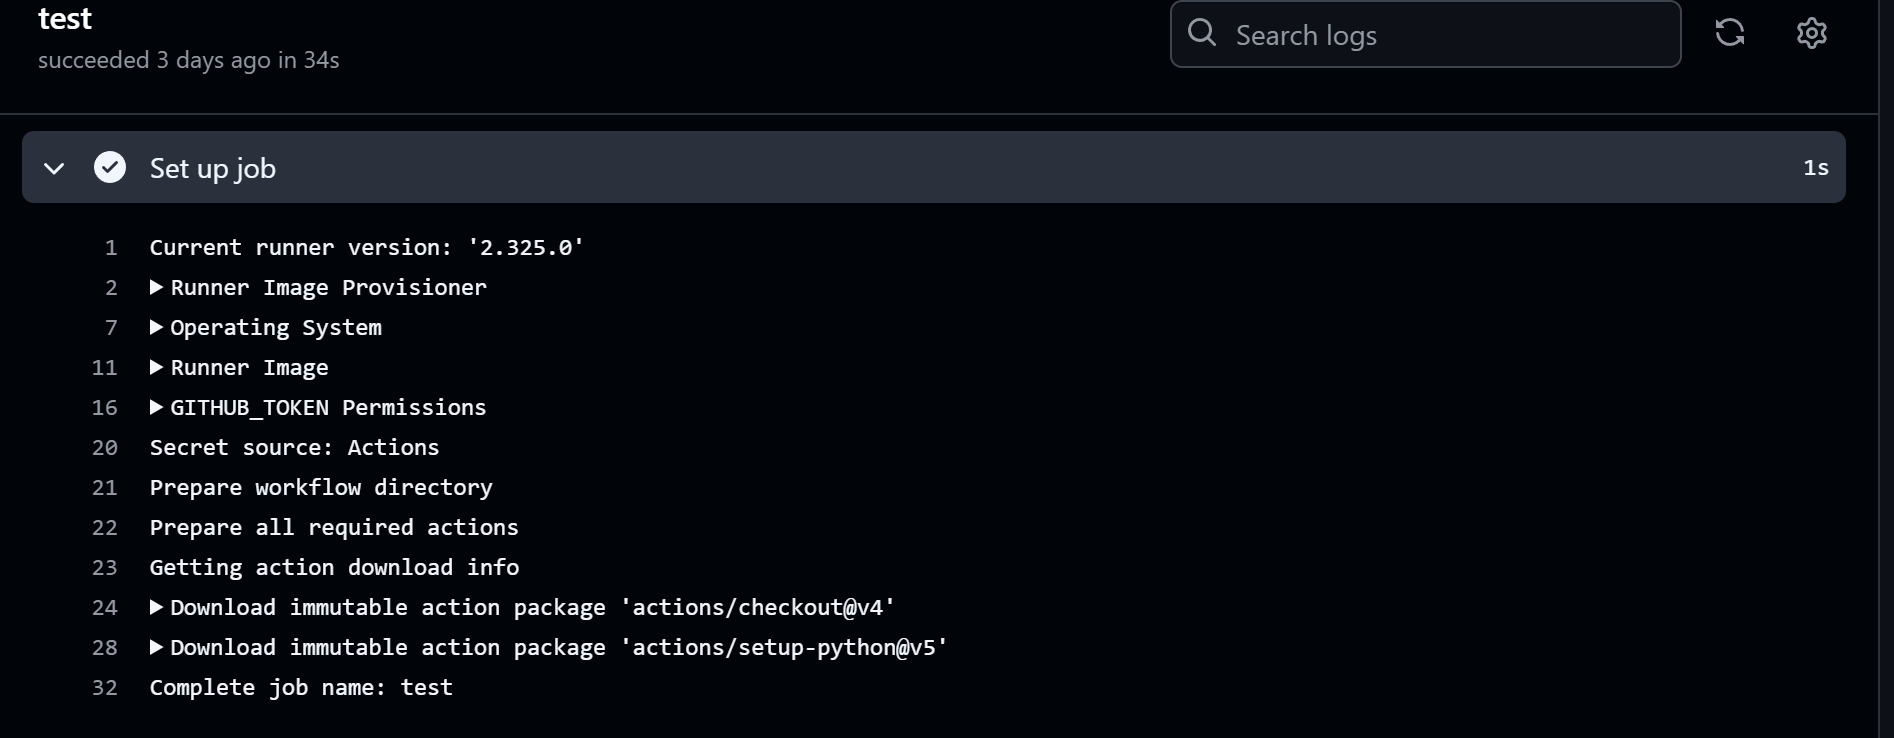 test
succeeded 3 days ago in 34s
Search logs
Set up job
1s
1 Current runner version: '2.325.0'
2 ▶ Runner Image Provisioner
7 ▶ Operating System
11 ▶ Runner Image
16 ▶ GITHUB_TOKEN Permissions
20 Secret source: Actions
21 Prepare workflow directory
22 Prepare all required actions
23 Getting action download info
24 ▶ Download immutable action package 'actions/checkout@v4'
28 ▶ Download immutable action package 'actions/setup-python@v5'
32 Complete job name: test